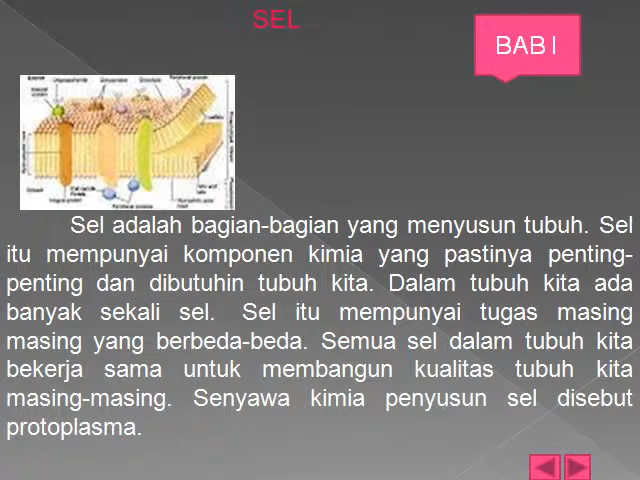 SEL
BAB I
Sel adalah bagian-bagian yang menyusun tubuh. Sel
itu mempunyai komponen kimia yang pastinya penting-
penting dan dibutuhin tubuh kita. Dalam tubuh kita ada
banyak sekali sel. Sel itu mempunyai tugas masing
masing yang berbeda-beda. Semua sel dalam tubuh kita
bekerja sama untuk membangun kualitas tubuh kita
masing-masing. Senyawa kimia penyusun sel disebut
protoplasma.